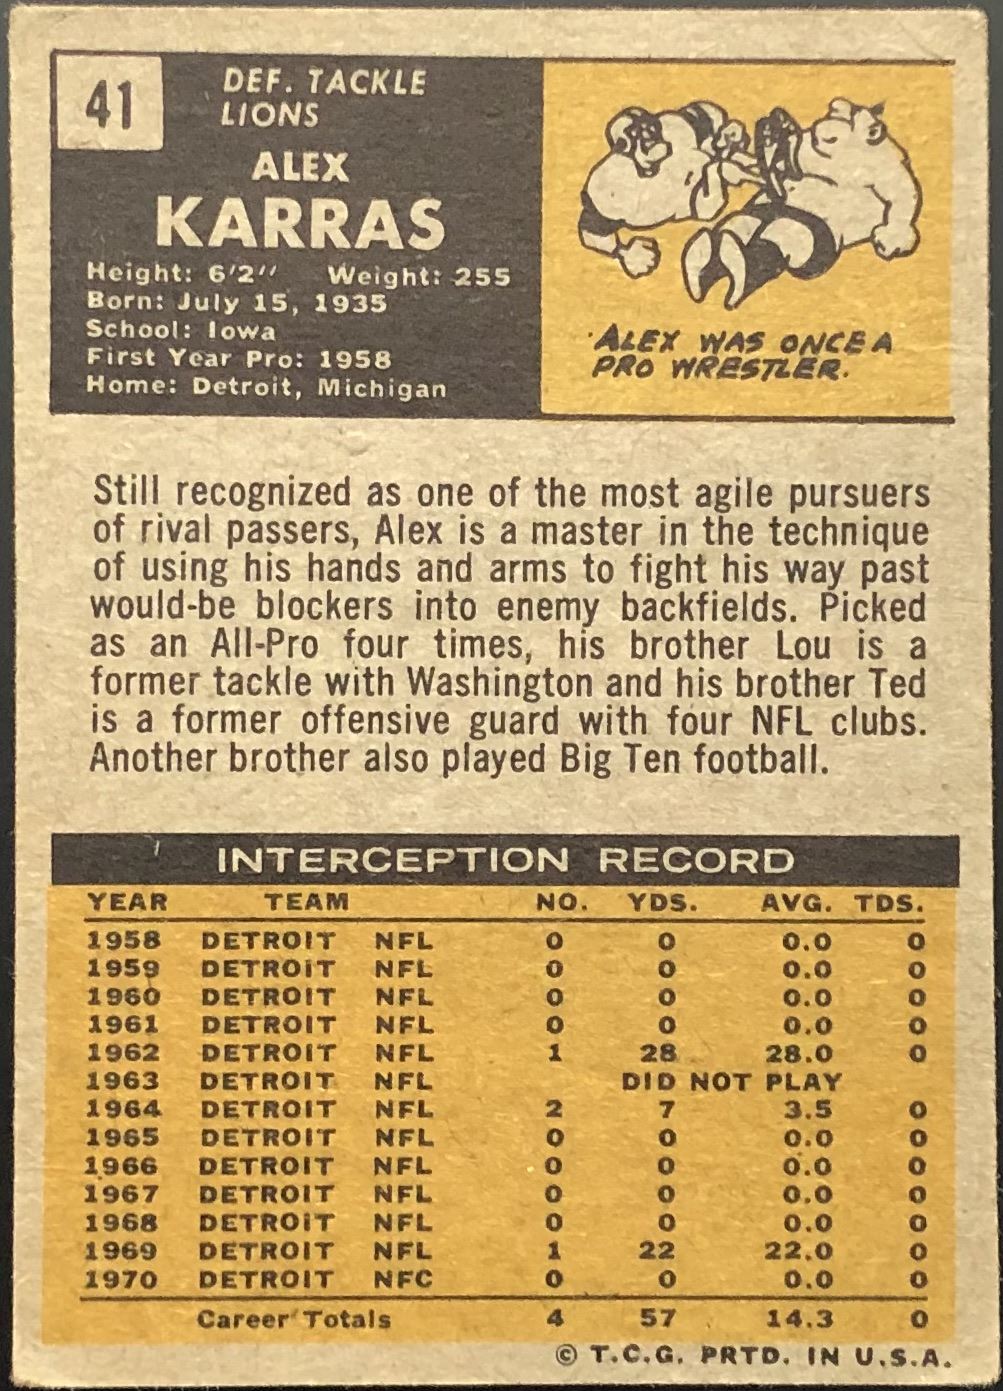 41
DEF. TACKLE
LIONS
ALEX
KARRAS
Height: 6'2" Weight: 255
Born: July 15, 1935
School: Iowa
First Year Pro: 1958
Home: Detroit, Michigan
ALEX WAS ONCE A
PRO WRESTLER.
Still recognized as one of the most agile pursuers
of rival passers, Alex is a master in the technique
of using his hands and arms to fight his way past
would-be blockers into enemy backfields. Picked
as an All-Pro four times, his brother Lou is a
former tackle with Washington and his brother Ted
is a former offensive guard with four NFL clubs.
Another brother also played Big Ten football.
INTERCEPTION RECORD
YEAR TEAM NO. YDS. AVG. TDS.
1958 DETROIT NFL 0 0 0.0 0
1959 DETROIT NFL 0 0 0.0 0
1960 DETROIT NFL 0 0 0.0 0
1961 DETROIT NFL 0 0 0.0 0
1962 DETROIT NFL 1 28 28.0 0
1963 DETROIT NFL DID NOT PLAY
1964 DETROIT NFL 2 7 3.5 0
1965 DETROIT NFL 0 0 0.0 0
1966 DETROIT NFL 0 0 0.0 0
1967 DETROIT NFL 0 0 0.0 0
1968 DETROIT NFL 0 0 0.0 0
1969 DETROIT NFL 1 22 22.0 0
1970 DETROIT NFC 0 0 0.0 0
Career Totals 4 57 14.3 0
© T.C.G. PRTD. IN U.S.A.